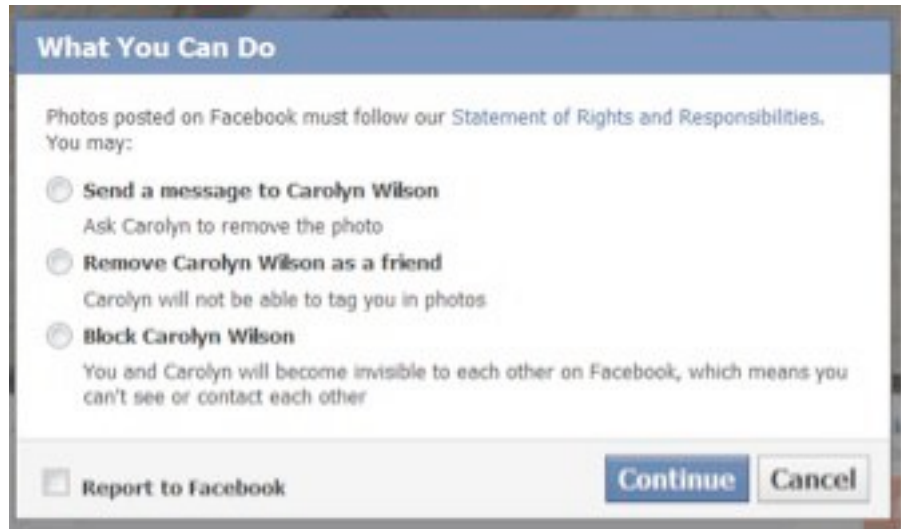 What You Can Do
Photos posted on Facebook must follow our Statement of Rights and Responsibilities.
You may:
Send a message to Carolyn Wilson
Ask Carolyn to remove the photo
Remove Carolyn Wilson as a friend
Carolyn will not be able to tag you in photos
Block Carolyn Wilson
You and Carolyn will become invisible to each other on Facebook, which means you
can't see or contact each other
Report to Facebook
Continue Cancel